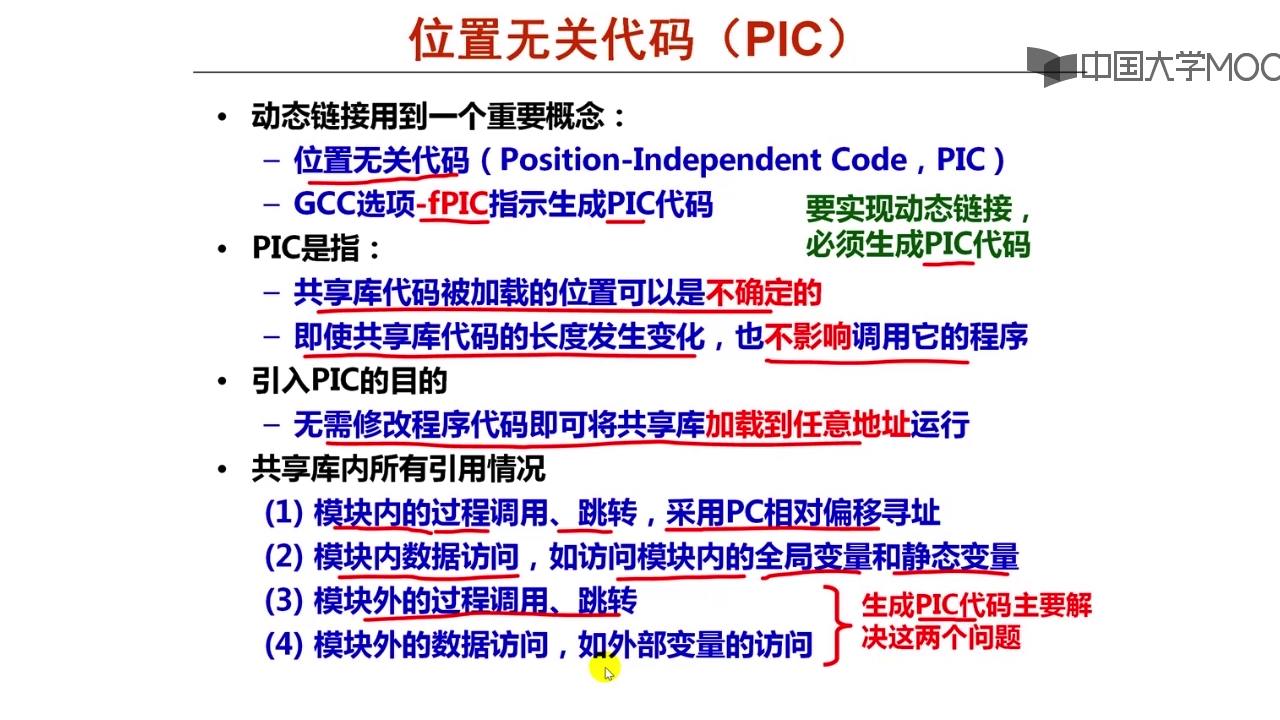 位置无关代码（PIC）
中国大学MOO
• 动态链接用到一个重要概念：
– 位置无关代码（Position-Independent Code，PIC）
– GCC选项-fPIC指示生成PIC代码
要实现动态链接，
必须生成PIC代码
• PIC是指：
– 共享库代码被加载的位置可以是不确定的
– 即使共享库代码的长度发生变化，也不影响调用它的程序
• 引入PIC的目的
– 无需修改程序代码即可将共享库加载到任意地址运行
• 共享库内所有引用情况
(1) 模块内的过程调用、跳转，采用PC相对偏移寻址
(2) 模块内数据访问，如访问模块内的全局变量和静态变量
(3) 模块外的过程调用、跳转
(4) 模块外的数据访问，如外部变量的访问
生成PIC代码主要解
决这两个问题